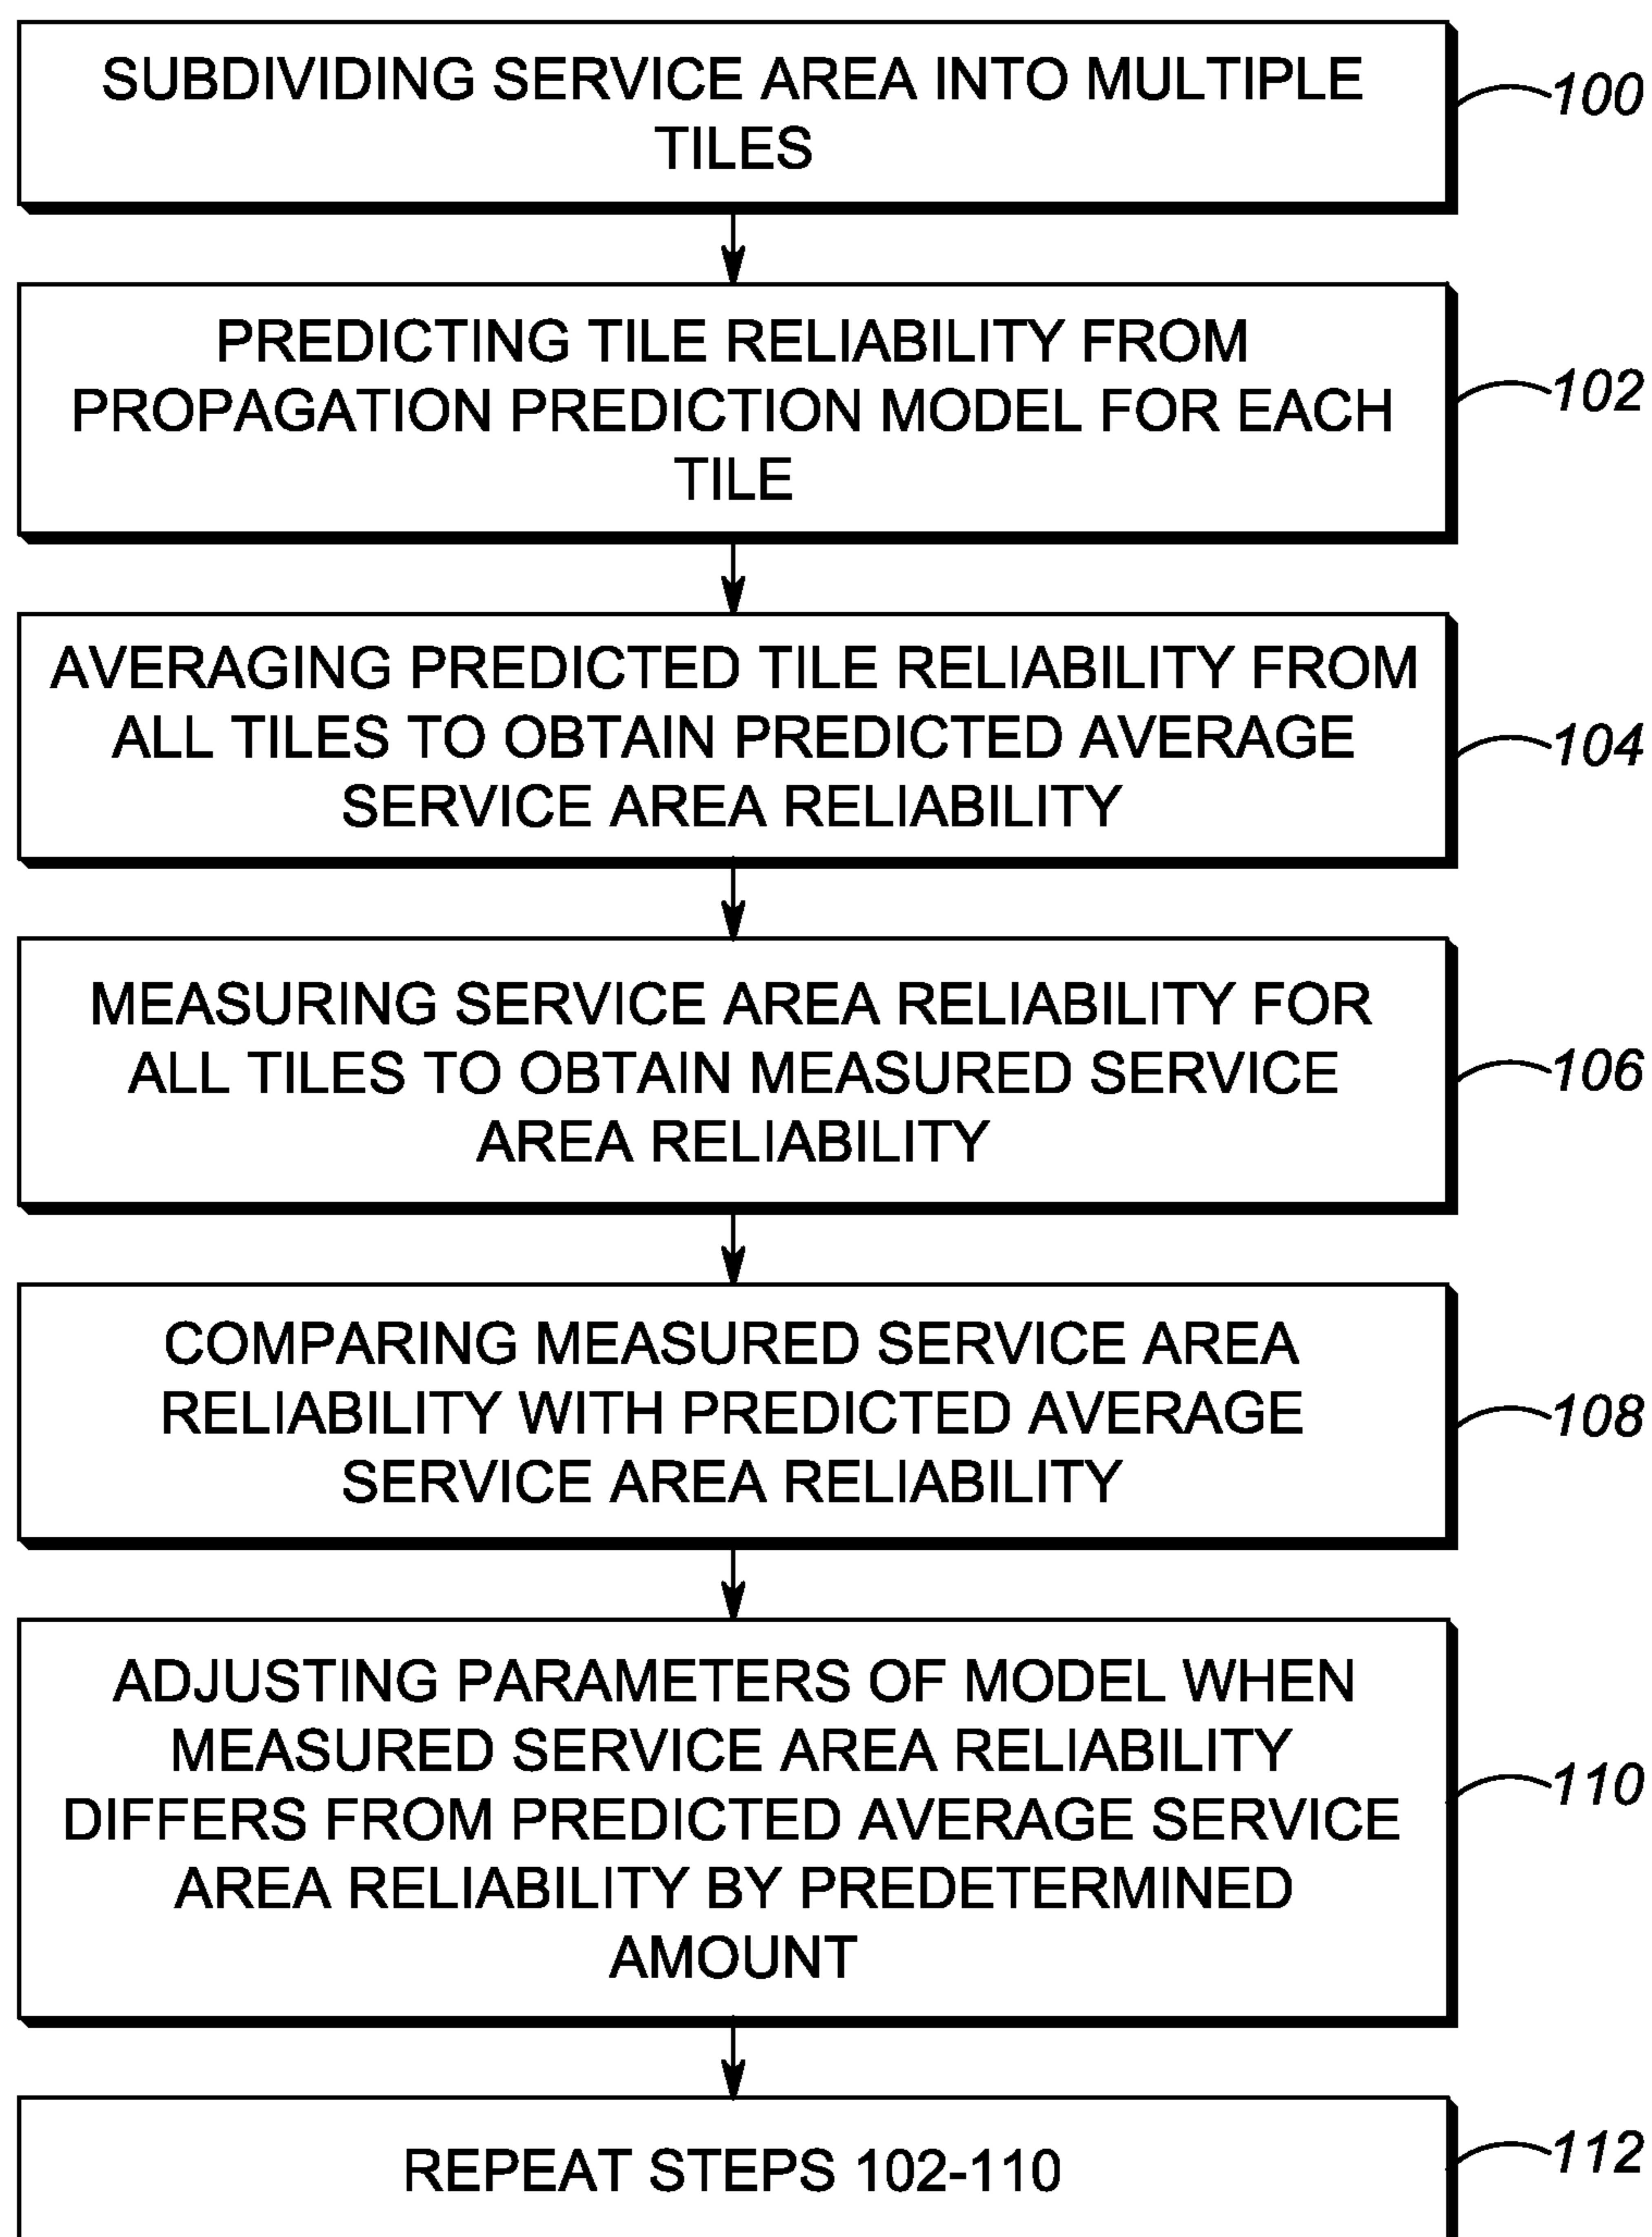 SUBDIVIDING SERVICE AREA INTO MULTIPLE
TILES
100
PREDICTING TILE RELIABILITY FROM
PROPAGATION PREDICTION MODEL FOR EACH
TILE
102
AVERAGING PREDICTED TILE RELIABILITY FROM
ALL TILES TO OBTAIN PREDICTED AVERAGE
SERVICE AREA RELIABILITY
104
MEASURING SERVICE AREA RELIABILITY FOR
ALL TILES TO OBTAIN MEASURED SERVICE
AREA RELIABILITY
106
COMPARING MEASURED SERVICE AREA
RELIABILITY WITH PREDICTED AVERAGE
SERVICE AREA RELIABILITY
108
ADJUSTING PARAMETERS OF MODEL WHEN
MEASURED SERVICE AREA RELIABILITY
DIFFERS FROM PREDICTED AVERAGE SERVICE
AREA RELIABILITY BY PREDETERMINED
AMOUNT
110
REPEAT STEPS 102-110
112